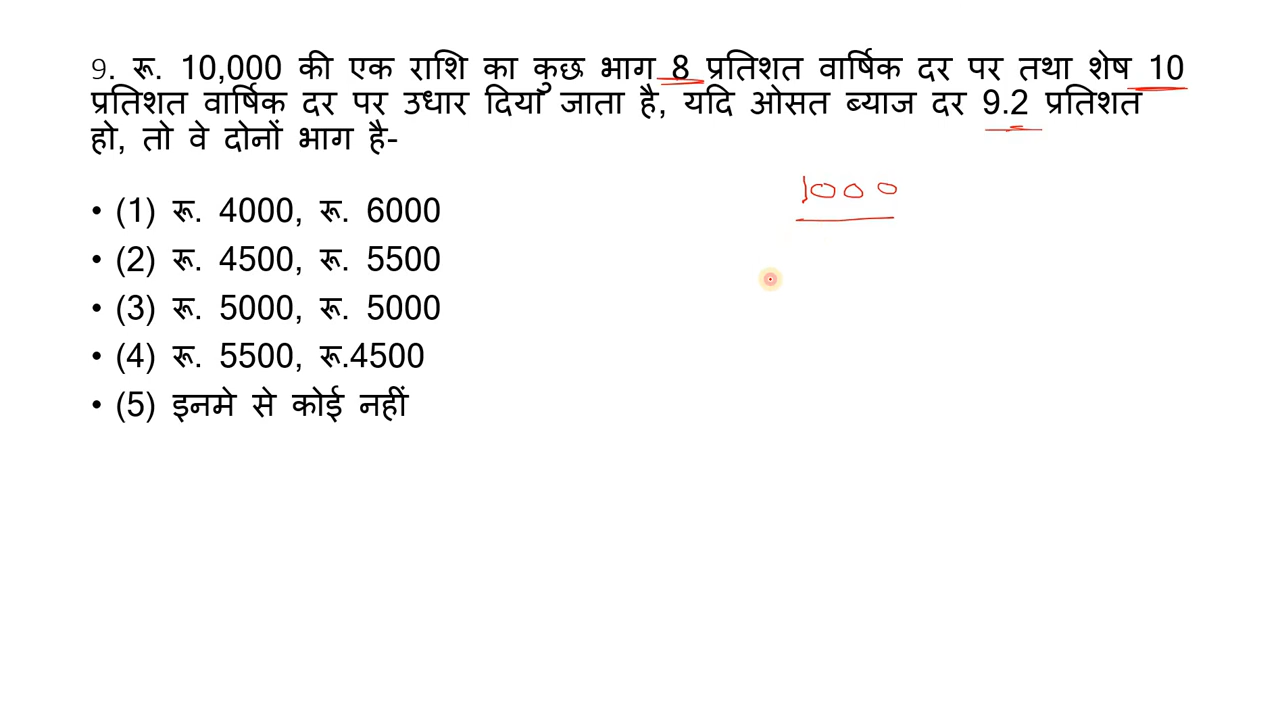 9. रू. 10,000 की एक राशि का कुछ भाग 8 प्रतिशत वार्षिक दर पर तथा शेष 10
प्रतिशत वार्षिक दर पर उधार दिया जाता है, यदि ओसत ब्याज दर 9.2 प्रतिशत
हो, तो वे दोनों भाग है-
1000
• (1) रू. 4000, रू. 6000
• (2) रू. 4500, रू. 5500
• (3) रू. 5000, रू. 5000
• (4) रू. 5500, रू.4500
• (5) इनमे से कोई नहीं